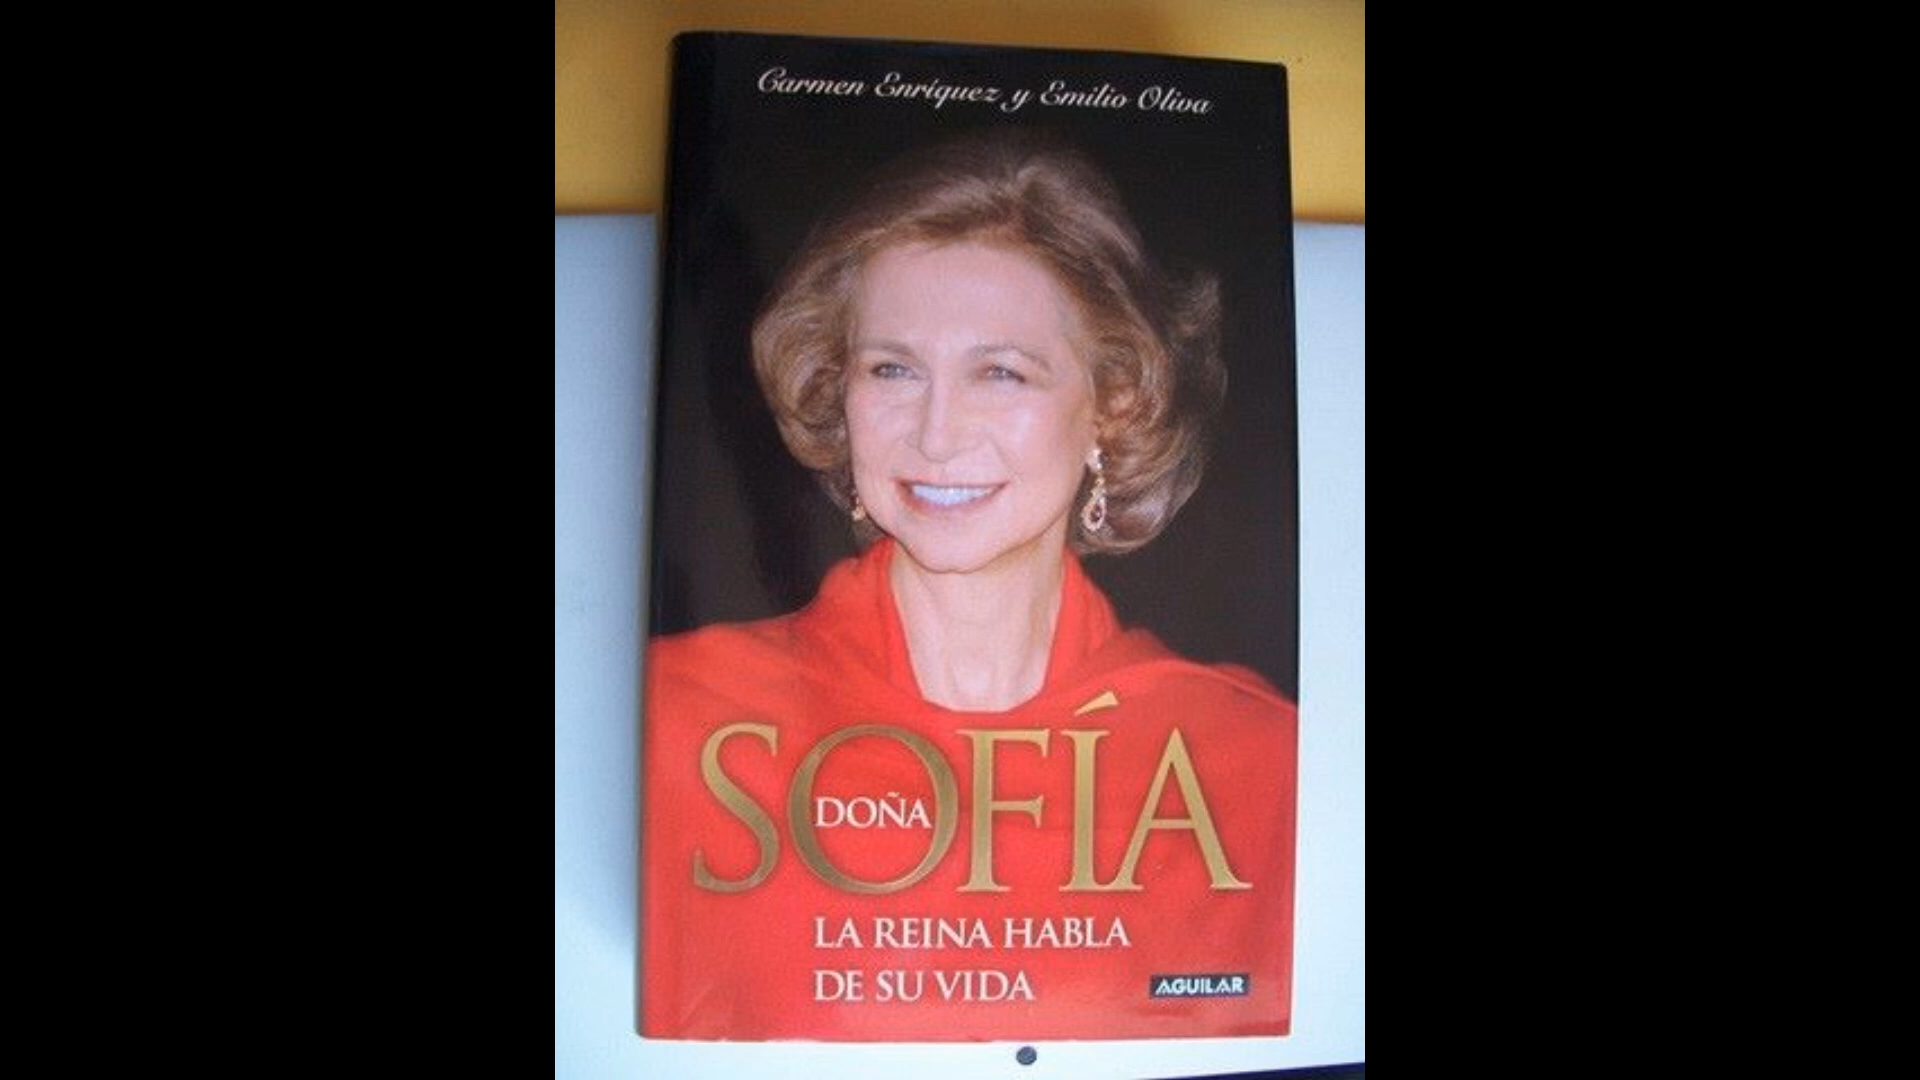 Carmen Enríquez y Emilio Oliva
SOFÍA
DOÑA
LA REINA HABLA
DE SU VIDA
AGUILAR